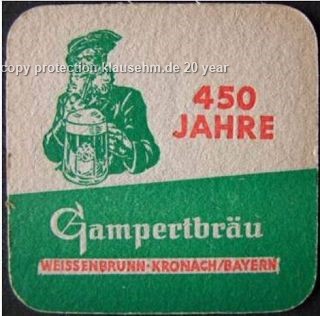 copy protection klausehm.de 20 year
450
JAHRE
Gampertbräu
WEISSENBRUNN-KRONACH/BAYERN